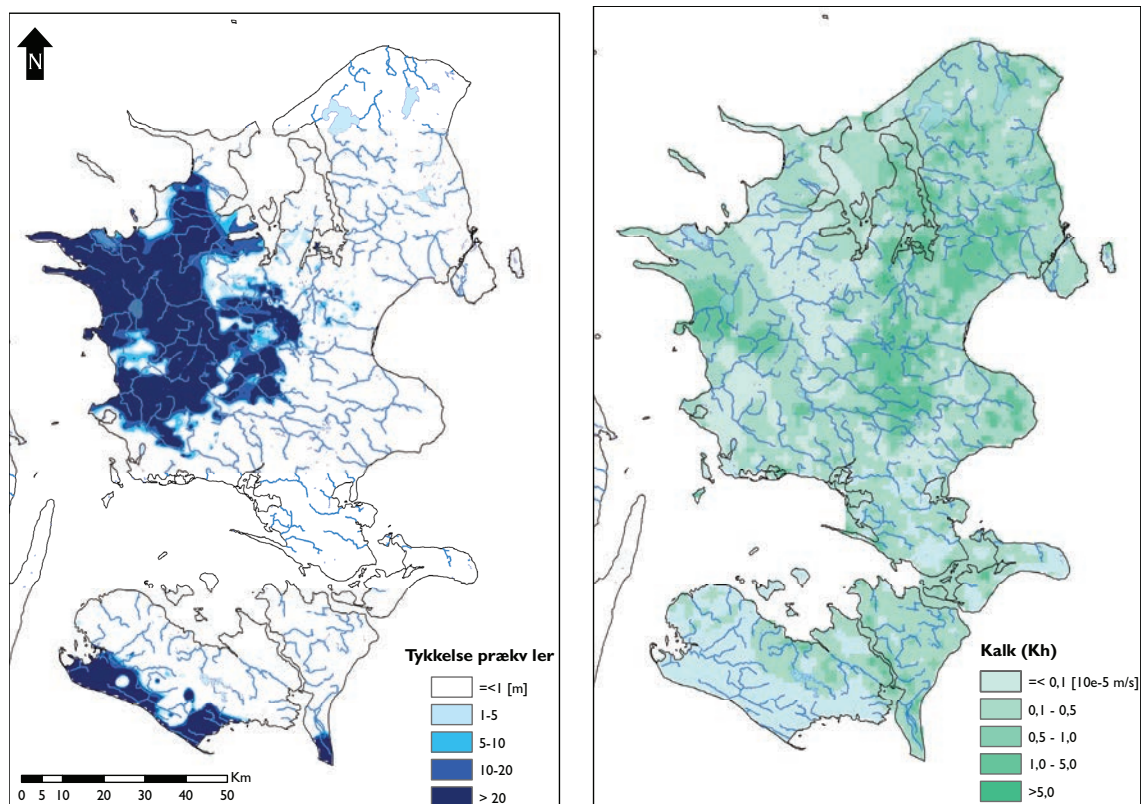 N
Tykkelse prækv ler
=<1 [m]
1-5
5-10
10-20
> 20
Km
0 5 10 20 30 40 50
Kalk (Kh)
=< 0,1 [10e-5 m/s]
0,1 - 0,5
0,5 - 1,0
1,0 - 5,0
>5,0